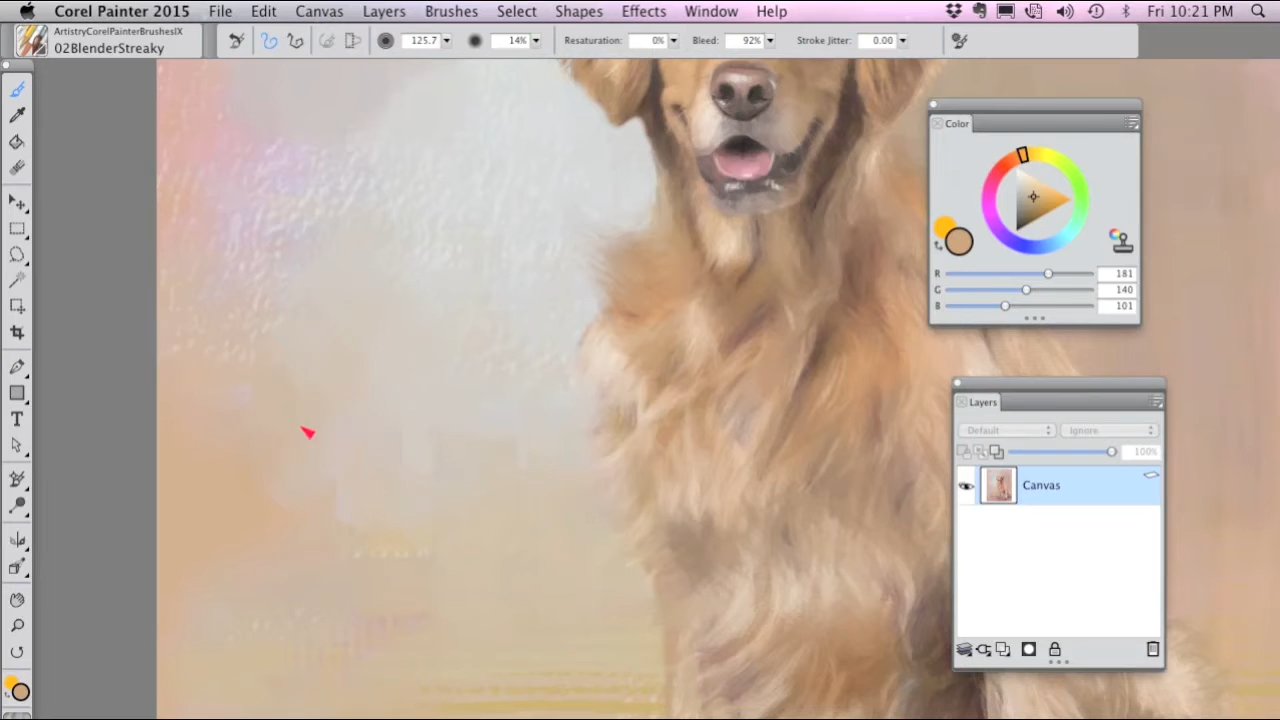 Corel Painter 2015 File Edit Canvas Layers Brushes Select Shapes Effects Window Help Fri 10:21 PM
ArtistryCorelPainterBrushesIX
02BlenderStreaky
125.7 14% Resaturation: 0% Bleed: 92% Stroke Jitter: 0.00
Color
R 181
G 140
B 101
Layers
Default Ignore
100%
Canvas
T